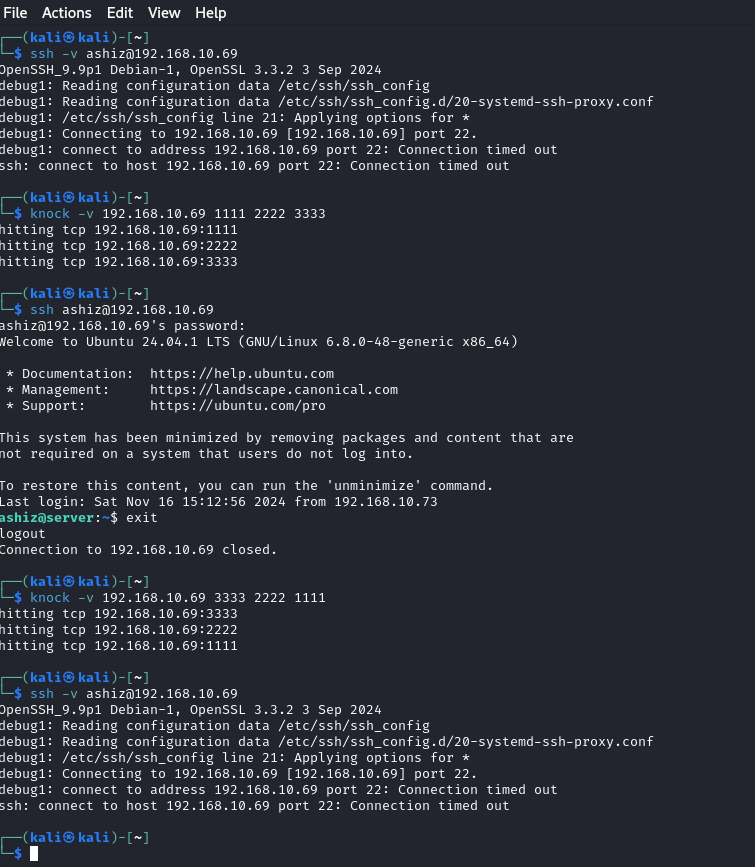 File Actions Edit View Help
┌──(kali㉿kali)-[~]
└─$ ssh -v ashiz@192.168.10.69
OpenSSH_9.9p1 Debian-1, OpenSSL 3.3.2 3 Sep 2024
debug1: Reading configuration data /etc/ssh/ssh_config
debug1: Reading configuration data /etc/ssh/ssh_config.d/20-systemd-ssh-proxy.conf
debug1: /etc/ssh/ssh_config line 21: Applying options for *
debug1: Connecting to 192.168.10.69 [192.168.10.69] port 22.
debug1: connect to address 192.168.10.69 port 22: Connection timed out
ssh: connect to host 192.168.10.69 port 22: Connection timed out
┌──(kali㉿kali)-[~]
└─$ knock -v 192.168.10.69 1111 2222 3333
hitting tcp 192.168.10.69:1111
hitting tcp 192.168.10.69:2222
hitting tcp 192.168.10.69:3333
┌──(kali㉿kali)-[~]
└─$ ssh ashiz@192.168.10.69
ashiz@192.168.10.69's password:
Welcome to Ubuntu 24.04.1 LTS (GNU/Linux 6.8.0-48-generic x86_64)
* Documentation: https://help.ubuntu.com
* Management: https://landscape.canonical.com
* Support: https://ubuntu.com/pro
This system has been minimized by removing packages and content that are
not required on a system that users do not log into.
To restore this content, you can run the 'unminimize' command.
Last login: Sat Nov 16 15:12:56 2024 from 192.168.10.73
ashiz@server:~$ exit
logout
Connection to 192.168.10.69 closed.
┌──(kali㉿kali)-[~]
└─$ knock -v 192.168.10.69 3333 2222 1111
hitting tcp 192.168.10.69:3333
hitting tcp 192.168.10.69:2222
hitting tcp 192.168.10.69:1111
┌──(kali㉿kali)-[~]
└─$ ssh -v ashiz@192.168.10.69
OpenSSH_9.9p1 Debian-1, OpenSSL 3.3.2 3 Sep 2024
debug1: Reading configuration data /etc/ssh/ssh_config
debug1: Reading configuration data /etc/ssh/ssh_config.d/20-systemd-ssh-proxy.conf
debug1: /etc/ssh/ssh_config line 21: Applying options for *
debug1: Connecting to 192.168.10.69 [192.168.10.69] port 22.
debug1: connect to address 192.168.10.69 port 22: Connection timed out
ssh: connect to host 192.168.10.69 port 22: Connection timed out
┌──(kali㉿kali)-[~]
└─$